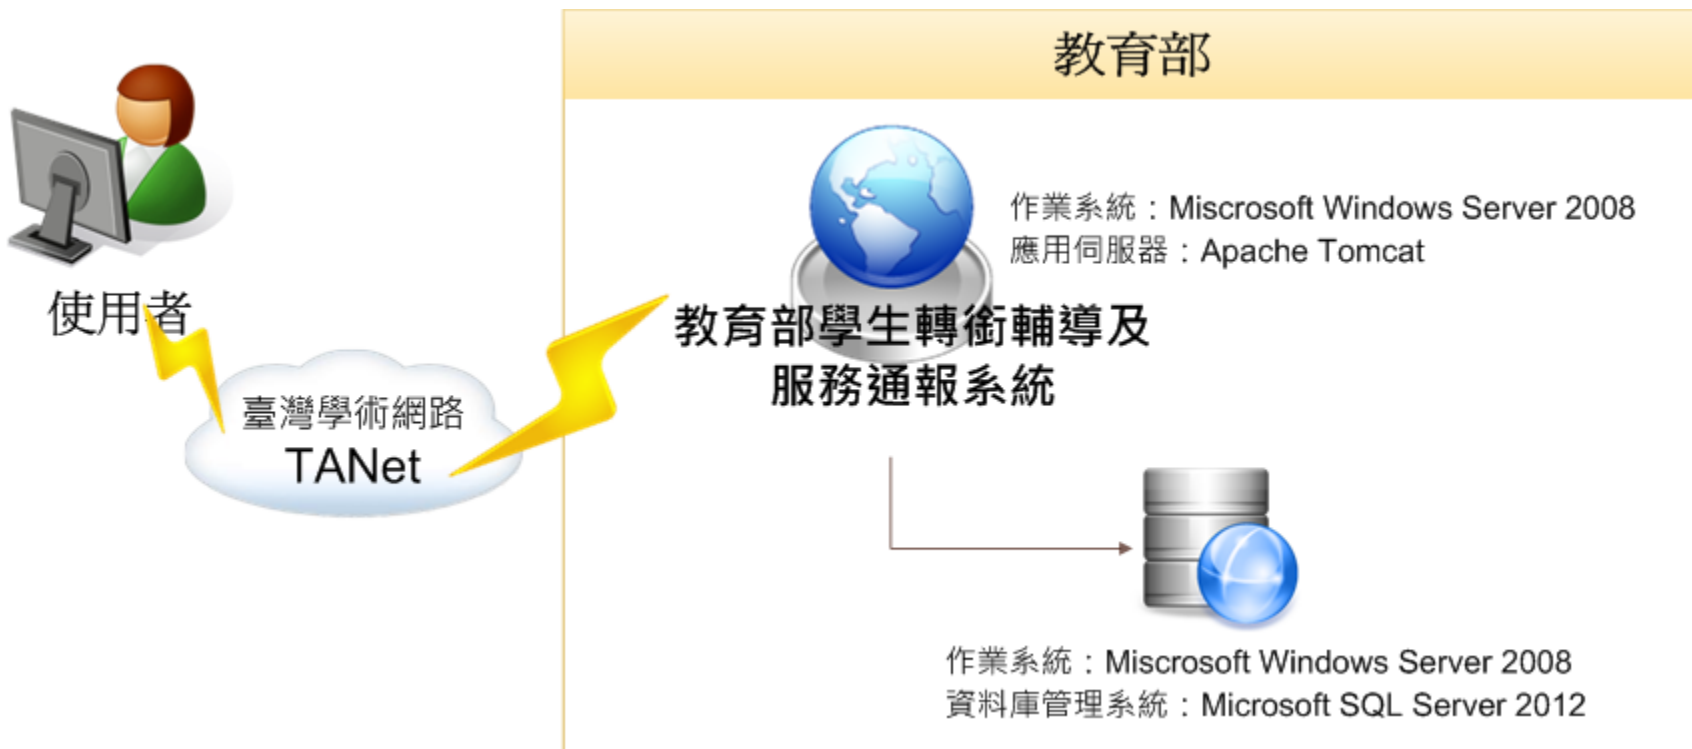 教育部
使用者
作業系統：Miscrosoft Windows Server 2008
應用伺服器：Apache Tomcat
教育部學生轉銜輔導及
服務通報系統
臺灣學術網路
TANet
作業系統：Miscrosoft Windows Server 2008
資料庫管理系統：Microsoft SQL Server 2012